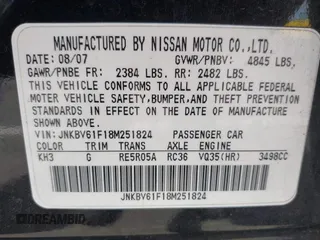 MANUFACTURED BY NISSAN MOTOR CO.,LTD.
DATE: 08/07 GVWR/PNBV: 4845 LBS,
GAWR/PNBE FR: 2384 LBS. RR: 2482 LBS.
THIS VEHICLE CONFORMS TO ALL APPLICABLE FEDERAL
MOTOR VEHICLE SAFETY, BUMPER, AND THEFT PREVENTION
STANDARDS IN EFFECT ON THE DATE OF MANUFACTURE
SHOWN ABOVE.
VIN: JNKBV61F18M251824 PASSENGER CAR
COLOR TRIM TRANS AXLE ENGINE
KH3 G RE5R05A RC36 VQ35(HR) 3498CC
JNKBV61F18M251824
DREAMBID